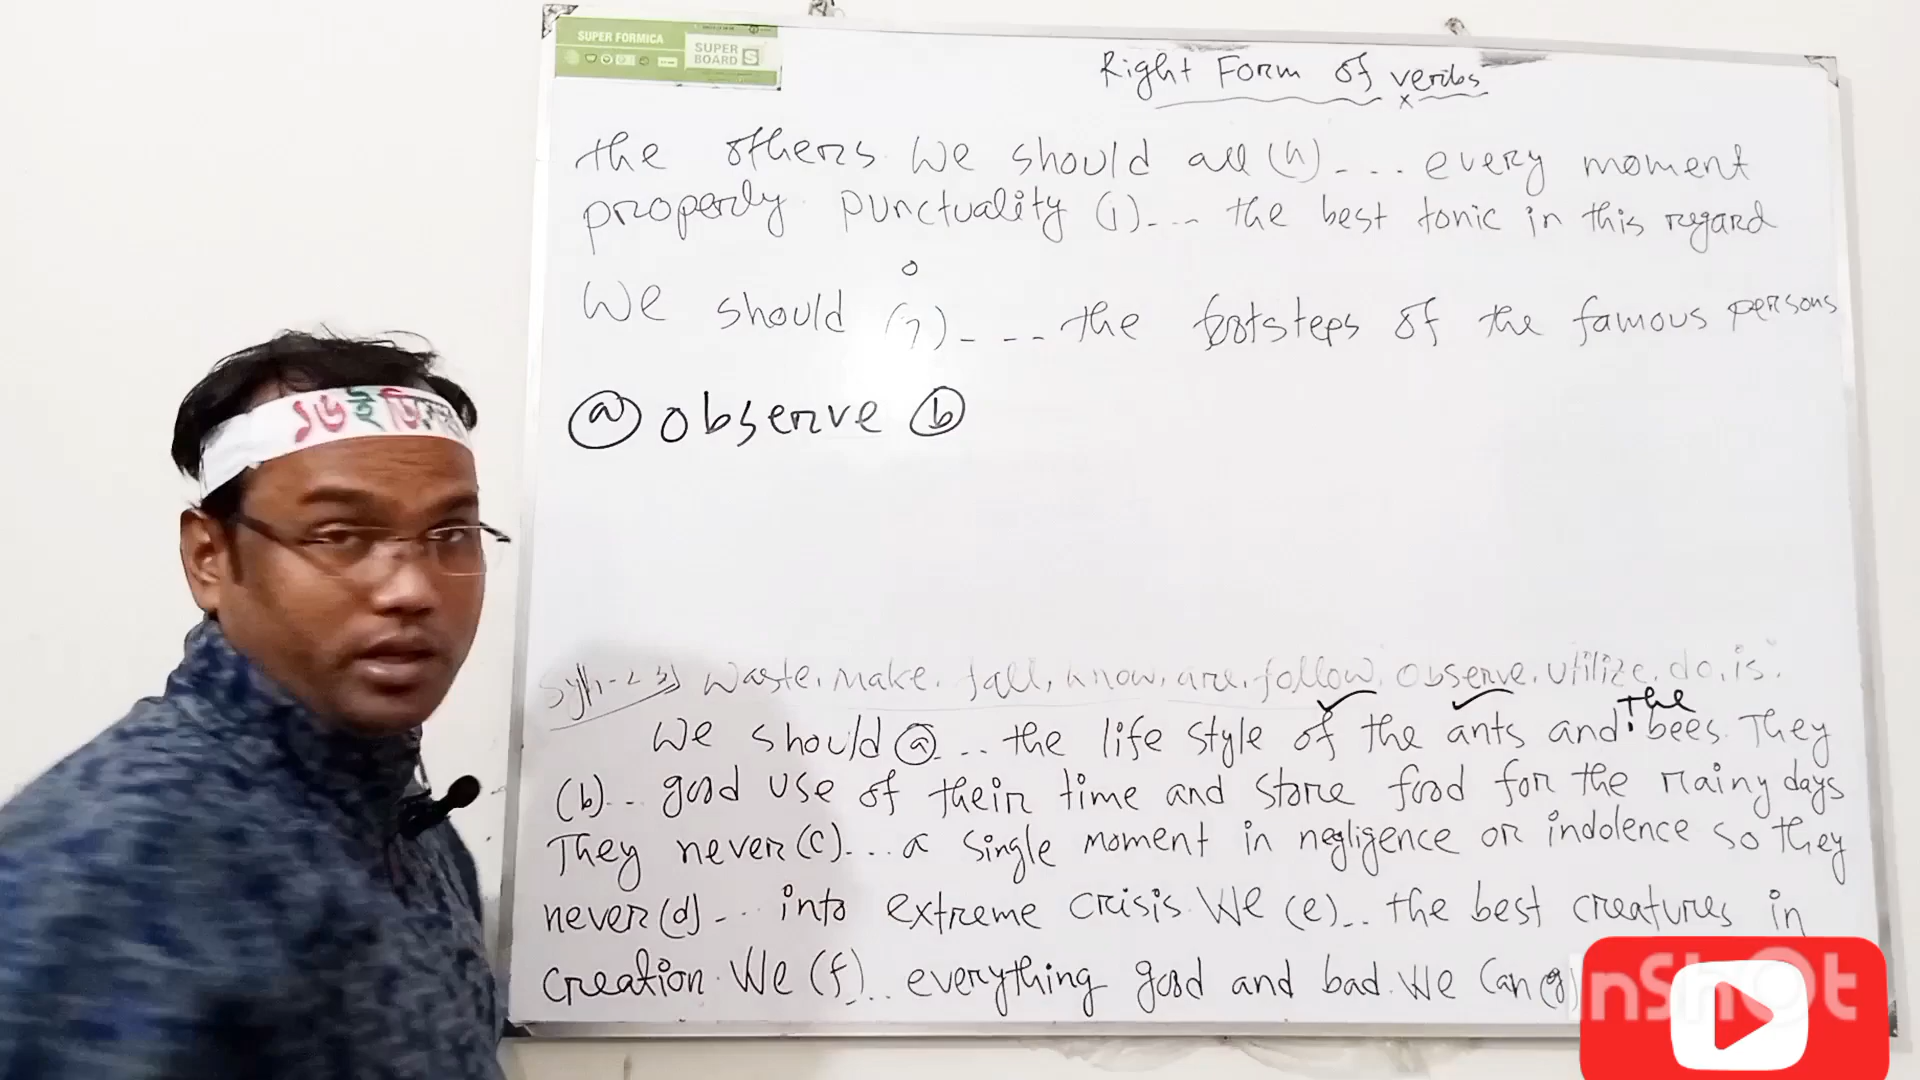 SUPER FORMICA
SUPER BOARD S
Right Form of verbs
x
the others. We should all (h) - - - every moment
properly. punctuality (i) - - - the best tonic in this regard
We should (j) - - - the footsteps of the famous persons
ⓐ observe ⓑ
waste, make, fall, know, are, follow, observe, utilize, do, is
The
We should ⓐ - - the life style of the ants and bees. They
(b) - - good use of their time and store food for the rainy days
They never (c) - - - a single moment in negligence or indolence so they
never (d) - - - into extreme crisis. We (e) - - the best creatures in
creation. We (f) - - everything good and bad. We can (g)
InShOt